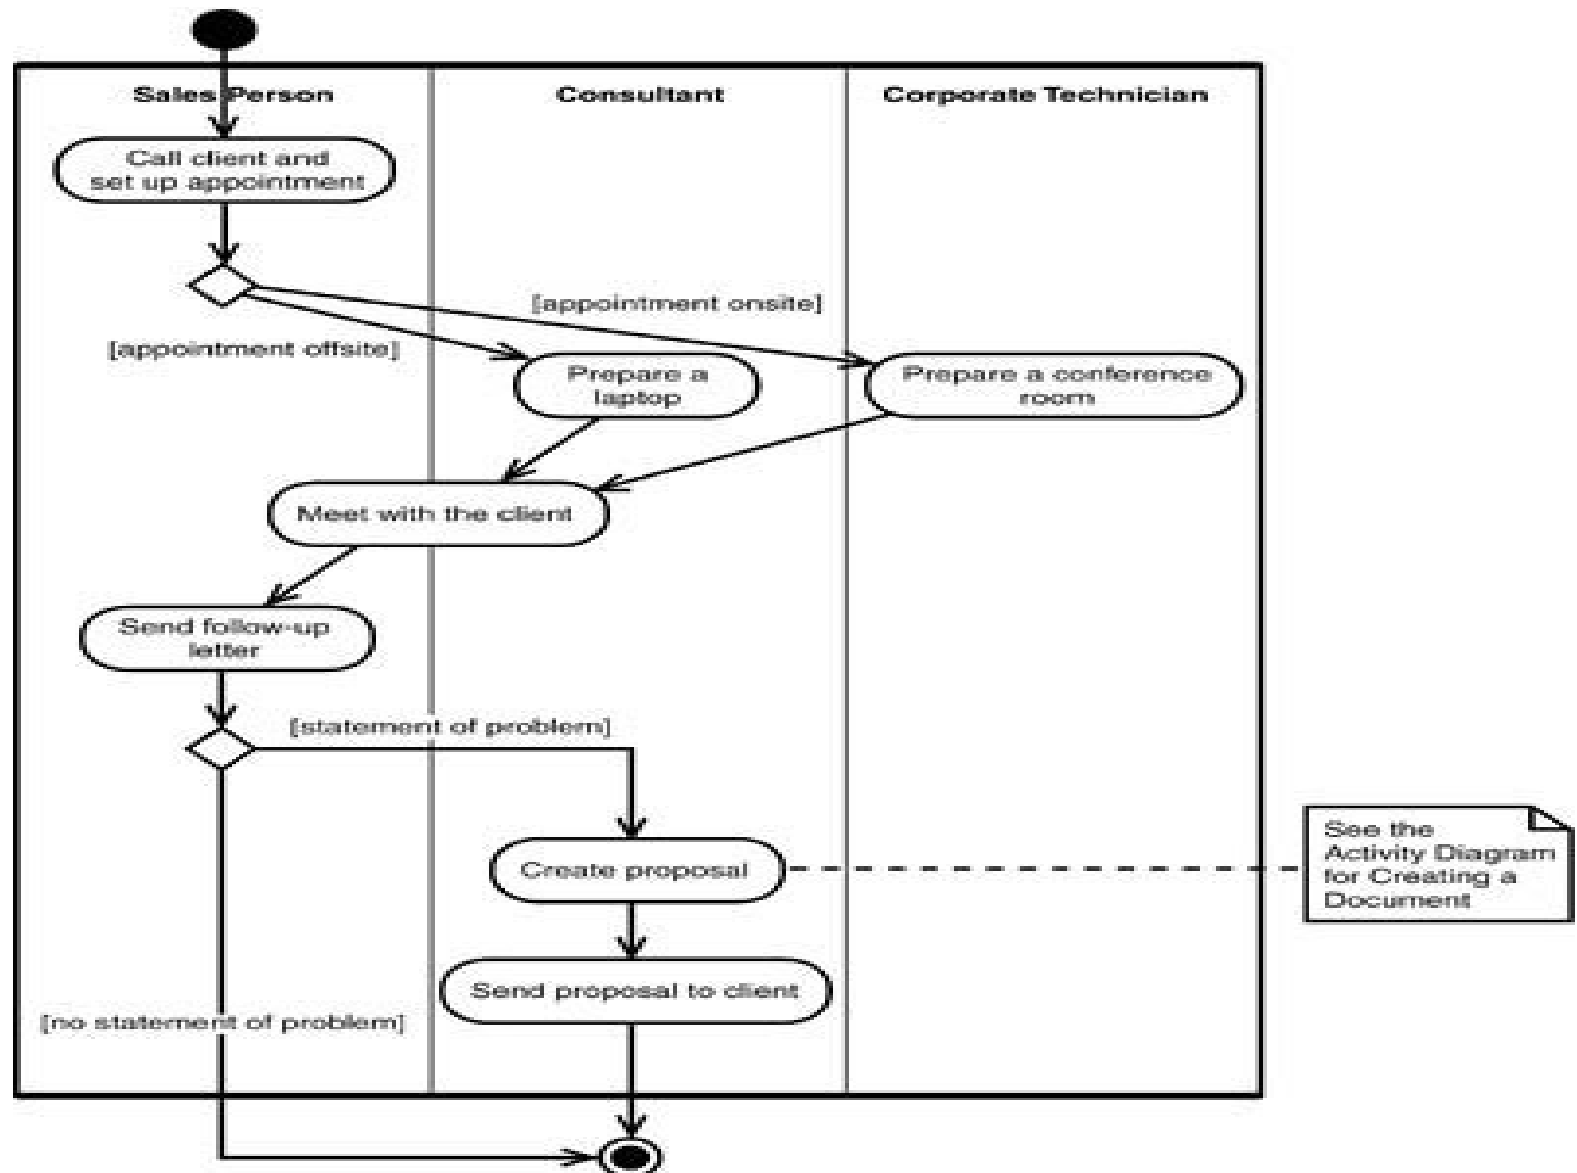 Sales Person
Consultant
Corporate Technician
Call client and
set up appointment
[appointment onsite]
[appointment offsite]
Prepare a
laptop
Prepare a conference
room
Meet with the client
Send follow-up
letter
[statement of problem]
Create proposal
See the
Activity Diagram
for Creating a
Document
Send proposal to client
[no statement of problem]